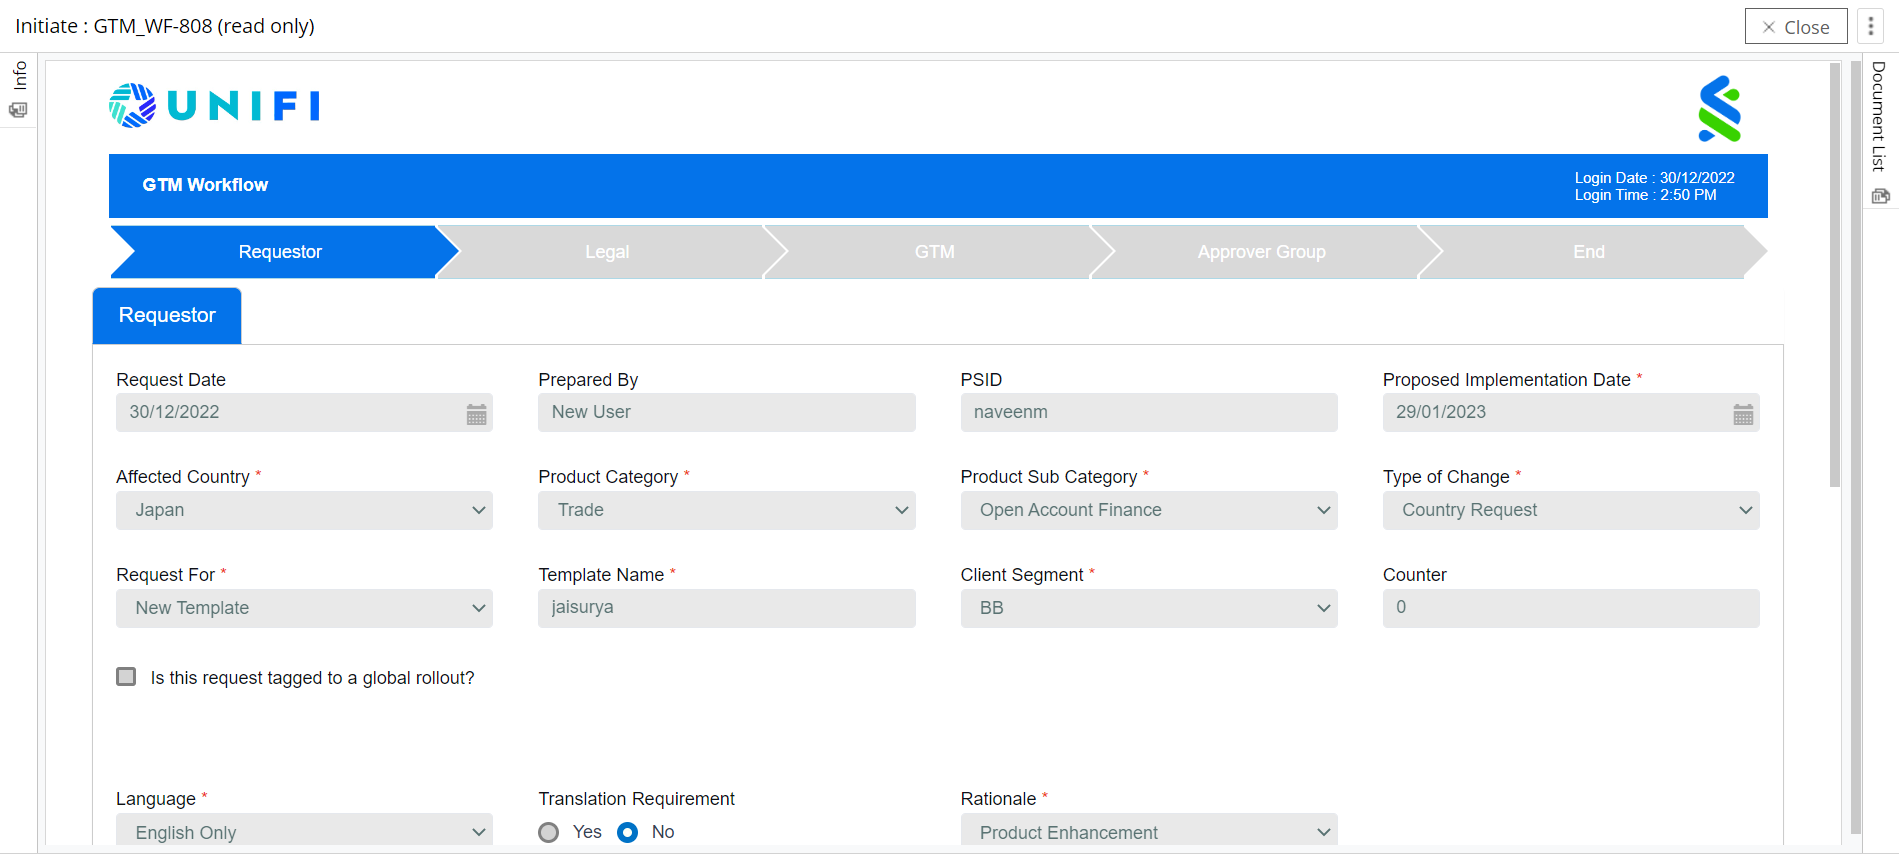 Initiate : GTM_WF-808 (read only)
Close
Info
Document List
UNIFI
GTM Workflow
Login Date : 30/12/2022
Login Time : 2:50 PM
Requestor
Legal
GTM
Approver Group
End
Requestor
Request Date
Prepared By
PSID
Proposed Implementation Date *
30/12/2022
New User
naveenm
29/01/2023
Affected Country *
Product Category *
Product Sub Category *
Type of Change *
Japan
Trade
Open Account Finance
Country Request
Request For *
Template Name *
Client Segment *
Counter
New Template
jaisurya
BB
0
Is this request tagged to a global rollout?
Language *
Translation Requirement
Rationale *
English Only
Yes
No
Product Enhancement